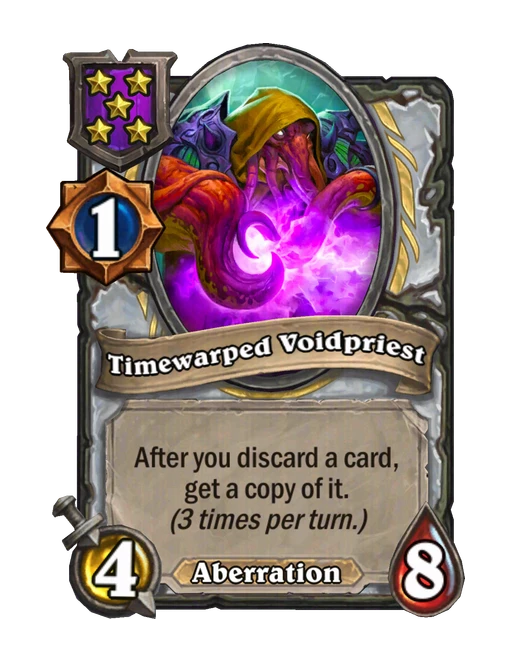 1
Timewarped Voidpriest
After you discard a card,
get a copy of it.
(3 times per turn.)
4
Aberration
8